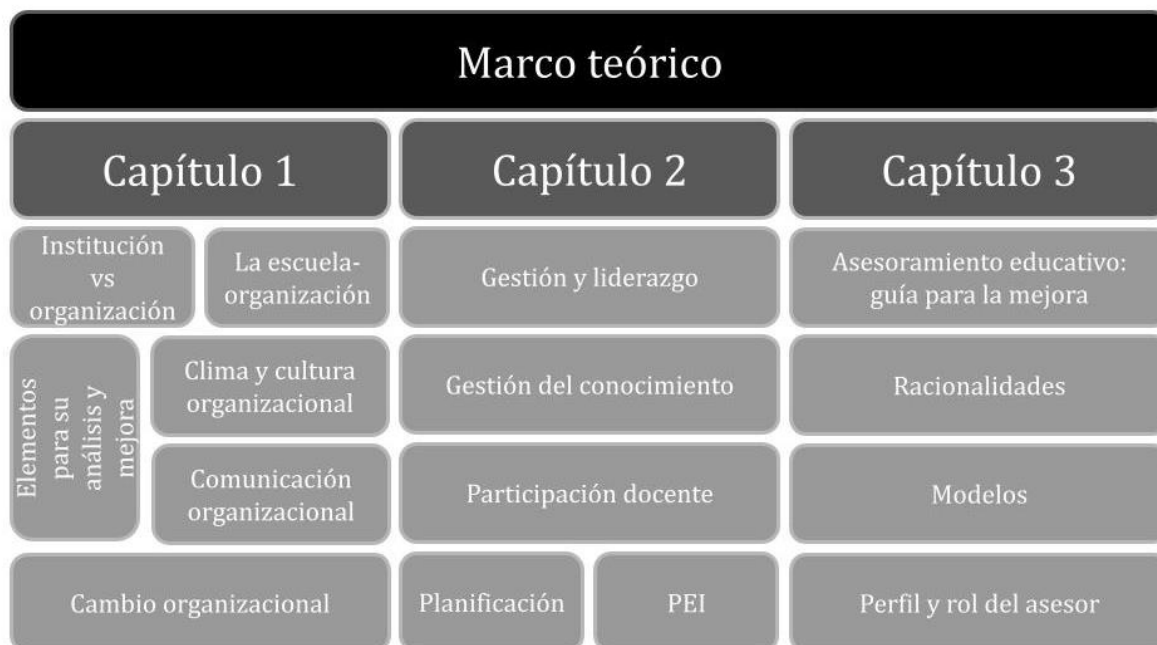 Marco teórico
Capítulo 1
Capítulo 2
Capítulo 3
Institución
vs
organización
La escuela-
organización
Gestión y liderazgo
Asesoramiento educativo:
guía para la mejora
Elementos
para su
análisis y
mejora
Clima y cultura
organizacional
Gestión del conocimiento
Racionalidades
Comunicación
organizacional
Participación docente
Modelos
Cambio organizacional
Planificación
PEI
Perfil y rol del asesor